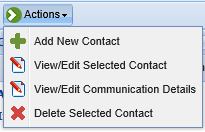 Actions
Add New Contact
View/Edit Selected Contact
View/Edit Communication Details
Delete Selected Contact